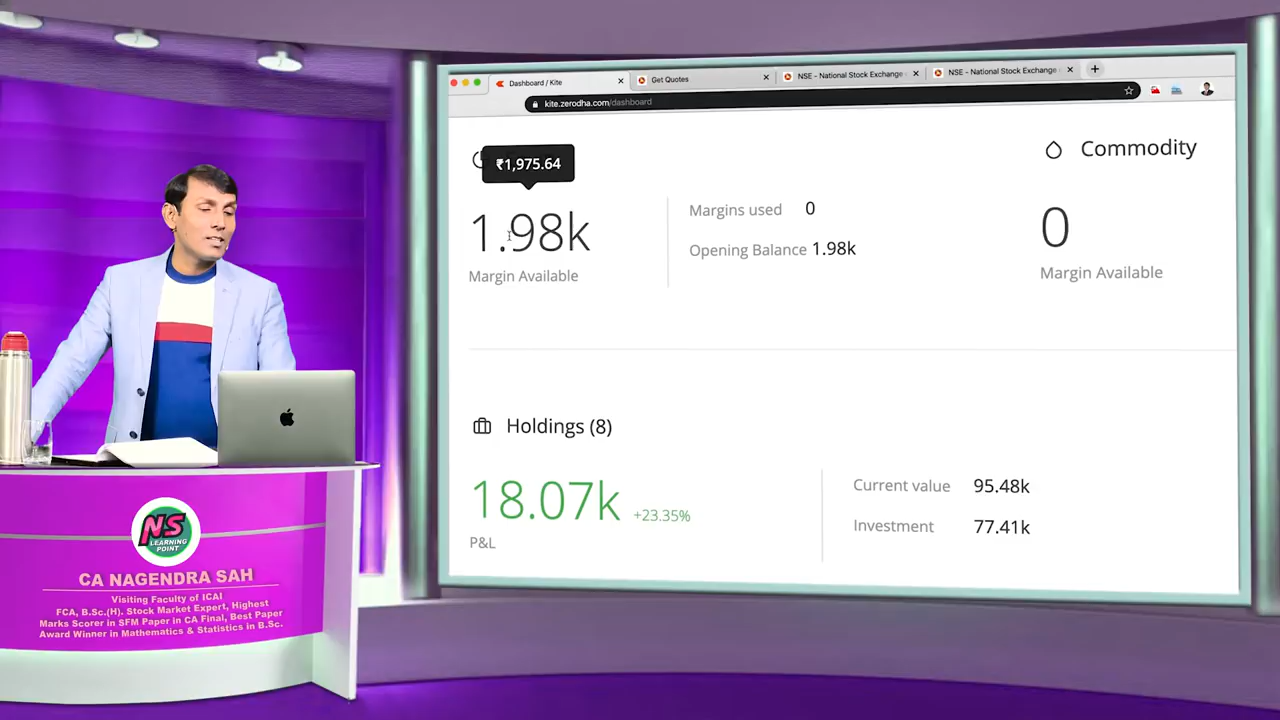 Dashboard / Kite
Get Quotes
NSE - National Stock Exchange
NSE - National Stock Exchange
kite.zerodha.com/dashboard
₹1,975.64
1.98k
Margin Available
Margins used 0
Opening Balance 1.98k
Commodity
0
Margin Available
Holdings (8)
18.07k +23.35%
P&L
Current value 95.48k
Investment 77.41k
NS
LEARNING
POINT
CA NAGENDRA SAH
Visiting Faculty of ICAI
FCA, B.Sc.(H). Stock Market Expert, Highest
Marks Scorer in SFM Paper in CA Final, Best Paper
Award Winner in Mathematics & Statistics in B.Sc.